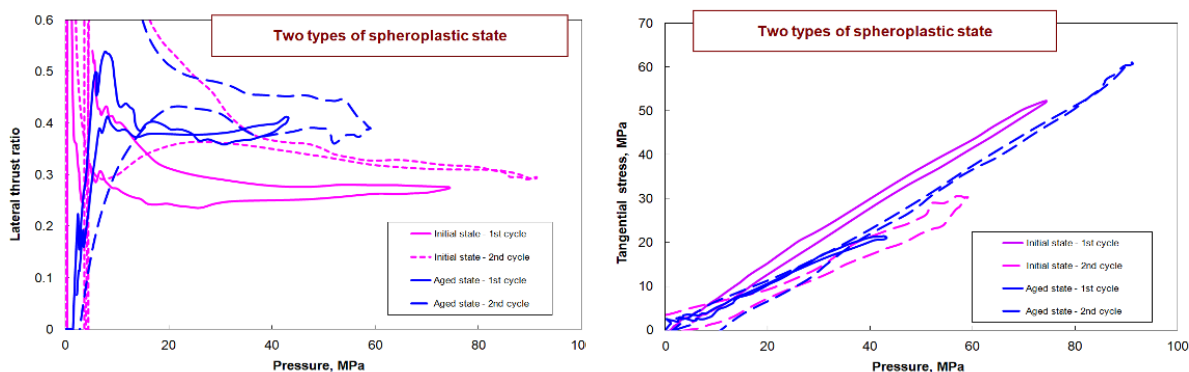 Two types of spheroplastic state
Lateral thrust ratio
0.6
0.5
0.4
0.3
0.2
0.1
0
0 20 40 60 80 10
Pressure, MPa
Initial state - 1st cycle
Initial state - 2nd cycle
Aged state - 1st cycle
Aged state - 2nd cycle
Two types of spheroplastic state
Tangential stress, MPa
70
60
50
40
30
20
10
0
0 20 40 60 80 100
Pressure, MPa
Initial state - 1st cycle
Initial state - 2nd cycle
Aged state - 1st cycle
Aged state - 2nd cycle